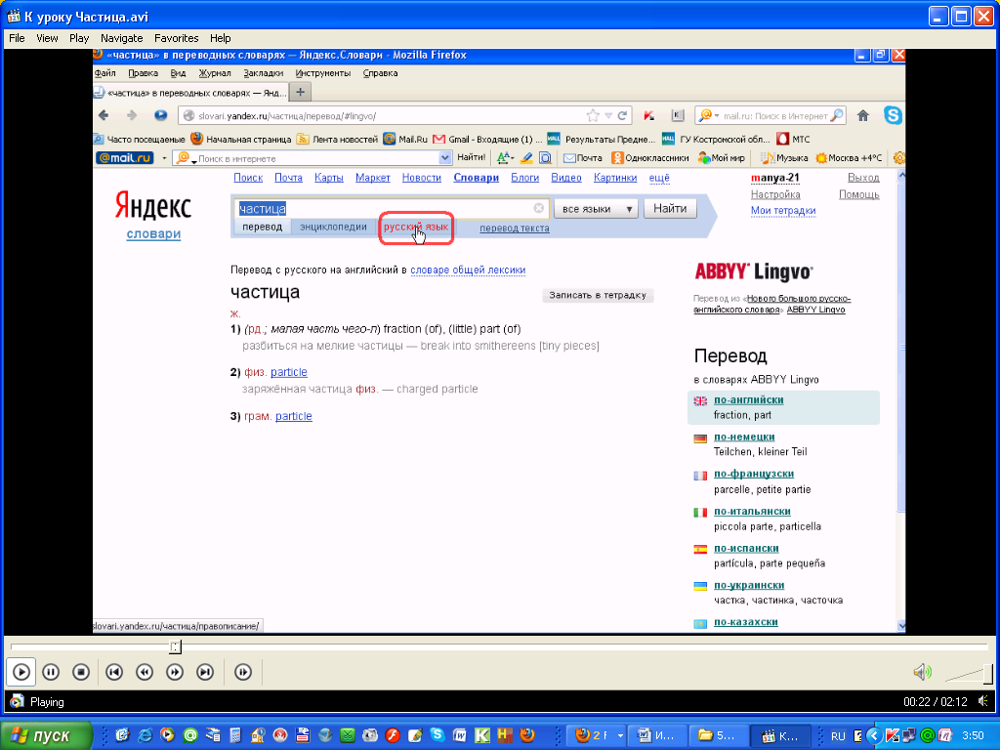 К уроку Частица.avi
File View Play Navigate Favorites Help
«частица» в переводных словарях — Яндекс.Словари - Mozilla Firefox
Файл Правка Вид Журнал Закладки Инструменты Справка
«частица» в переводных словарях — Янд... +
slovari.yandex.ru/частица/перевод/#lingvo/ mail.ru: Поиск в Интернет
Часто посещаемые Начальная страница Лента новостей Mail.Ru Gmail - Входящие (1) ... Результаты Предме... ГУ Костромской обл... МТС
@mail.ru Поиск в интернете Найти! Почта Одноклассники Мой мир Музыка Москва +4°C
Поиск Почта Карты Маркет Новости Словари Блоги Видео Картинки ещё manya-21 Выход
Настройка Помощь
Мои тетрадки
Яндекс
словари
частица все языки Найти
перевод энциклопедии русский язык перевод текста
Перевод с русского на английский в словаре общей лексики
частица Записать в тетрадку
ж.
1) (рд.; малая часть чего-л) fraction (of), (little) part (of)
разбиться на мелкие частицы — break into smithereens [tiny pieces]
2) физ. particle
заряжённая частица физ. — charged particle
3) грам. particle
ABBYY Lingvo
Перевод из «Нового большого русско-
английского словаря» ABBYY Lingvo
Перевод
в словарях ABBYY Lingvo
по-английски
fraction, part
по-немецки
Teilchen, kleiner Teil
по-французски
parcelle, petite partie
по-итальянски
piccola parte, particella
по-испански
partícula, parte pequeña
по-украински
частка, частинка, часточка
по-казахски
slovari.yandex.ru/частица/правописание/
Playing 00:22 / 02:12
пуск 2 F И... 5... К... RU 3:50